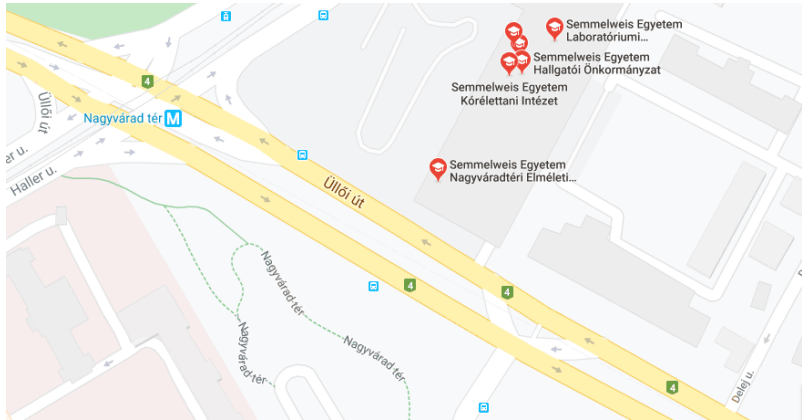 Semmelweis Egyetem
Laboratóriumi...
Semmelweis Egyetem
Hallgatói Önkormányzat
Semmelweis Egyetem
Kórélettani Intézet
4
Üllői út
Nagyvárad tér M
er u.
Haller u.
Semmelweis Egyetem
Nagyváradtéri Elméleti...
Üllői út
Nagyvárad tér
4
4
Nagyvárad tér
Nagyvárad tér
4
Delej u.